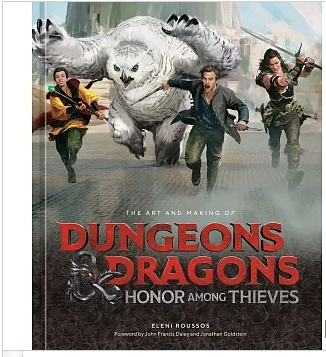 THE ART AND MAKING OF
DUNGEONS
& DRAGONS
HONOR AMONG THIEVES
ELENI ROUSSOS
Foreword by John Francis Daley and Jonathan Goldstein